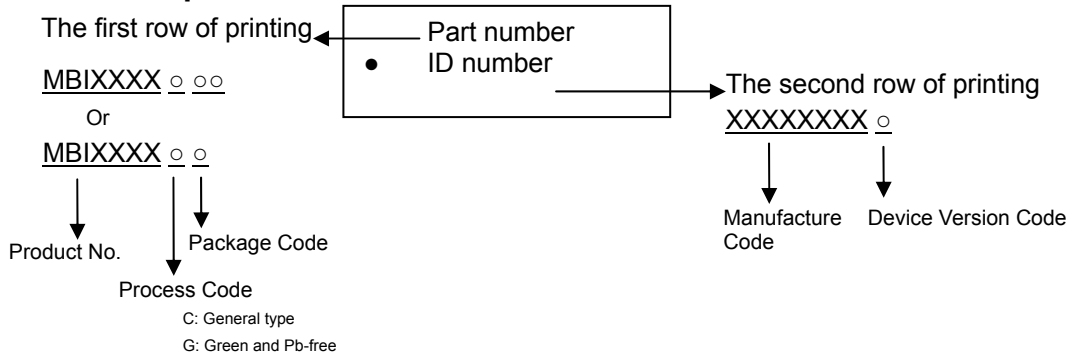 The first row of printing
Part number
● ID number
MBIXXXX ○ ○○
Or
MBIXXXX ○ ○
The second row of printing
XXXXXXXX ○
Product No.
Package Code
Process Code
C: General type
G: Green and Pb-free
Manufacture
Code
Device Version Code